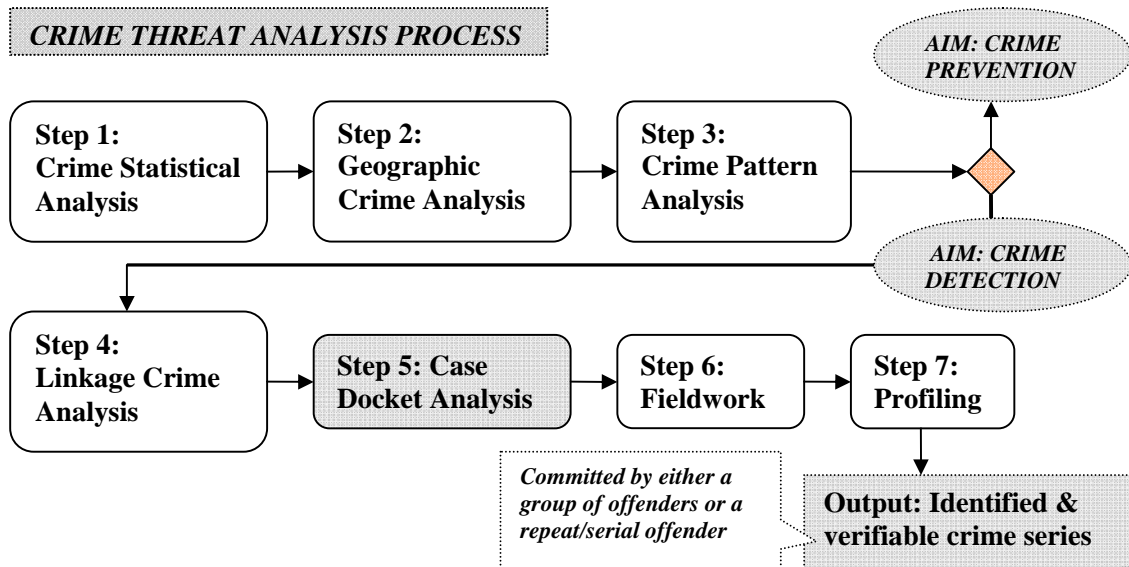 CRIME THREAT ANALYSIS PROCESS
AIM: CRIME
PREVENTION
Step 1:
Crime Statistical
Analysis
Step 2:
Geographic
Crime Analysis
Step 3:
Crime Pattern
Analysis
AIM: CRIME
DETECTION
Step 4:
Linkage Crime
Analysis
Step 5: Case
Docket Analysis
Step 6:
Fieldwork
Step 7:
Profiling
Committed by either a
group of offenders or a
repeat/serial offender
Output: Identified &
verifiable crime series